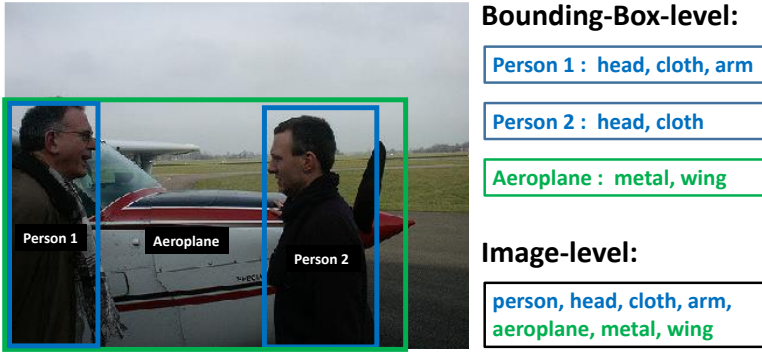 Bounding-Box-level:
Person 1 : head, cloth, arm
Person 2 : head, cloth
Aeroplane : metal, wing
Person 1
Aeroplane
Person 2
Image-level:
person, head, cloth, arm,
aeroplane, metal, wing